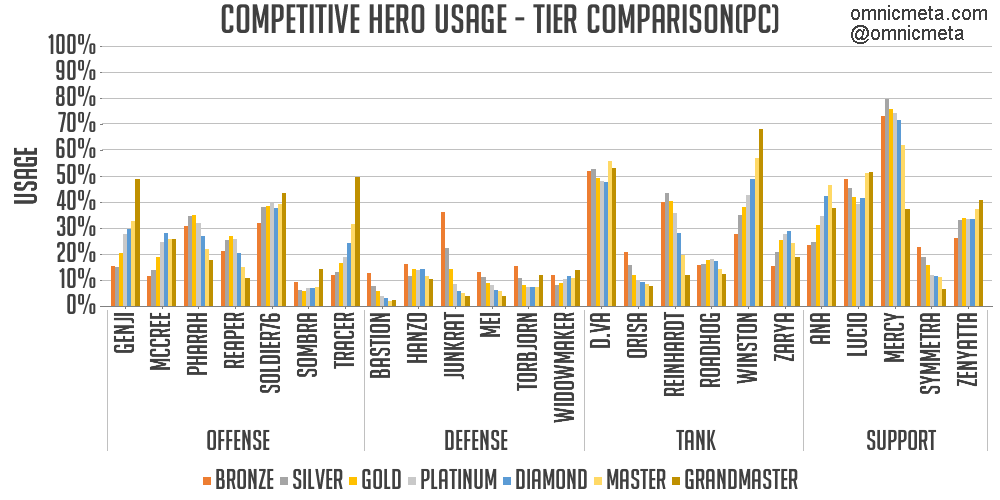 COMPETITIVE HERO USAGE - TIER COMPARISON(PC)
omnicmeta.com
@omnicmeta
USAGE
100%
90%
80%
70%
60%
50%
40%
30%
20%
10%
0%
GENJI
MCCREE
PHARAH
REAPER
SOLDIER76
SOMBRA
TRACER
BASTION
HANZO
JUNKRAT
MEI
TORBJORN
WIDOWMAKER
D.VA
ORISA
REINHARDT
ROADHOG
WINSTON
ZARYA
ANA
LUCIO
MERCY
SYMMETRA
ZENYATTA
OFFENSE
DEFENSE
TANK
SUPPORT
BRONZE SILVER GOLD PLATINUM DIAMOND MASTER GRANDMASTER